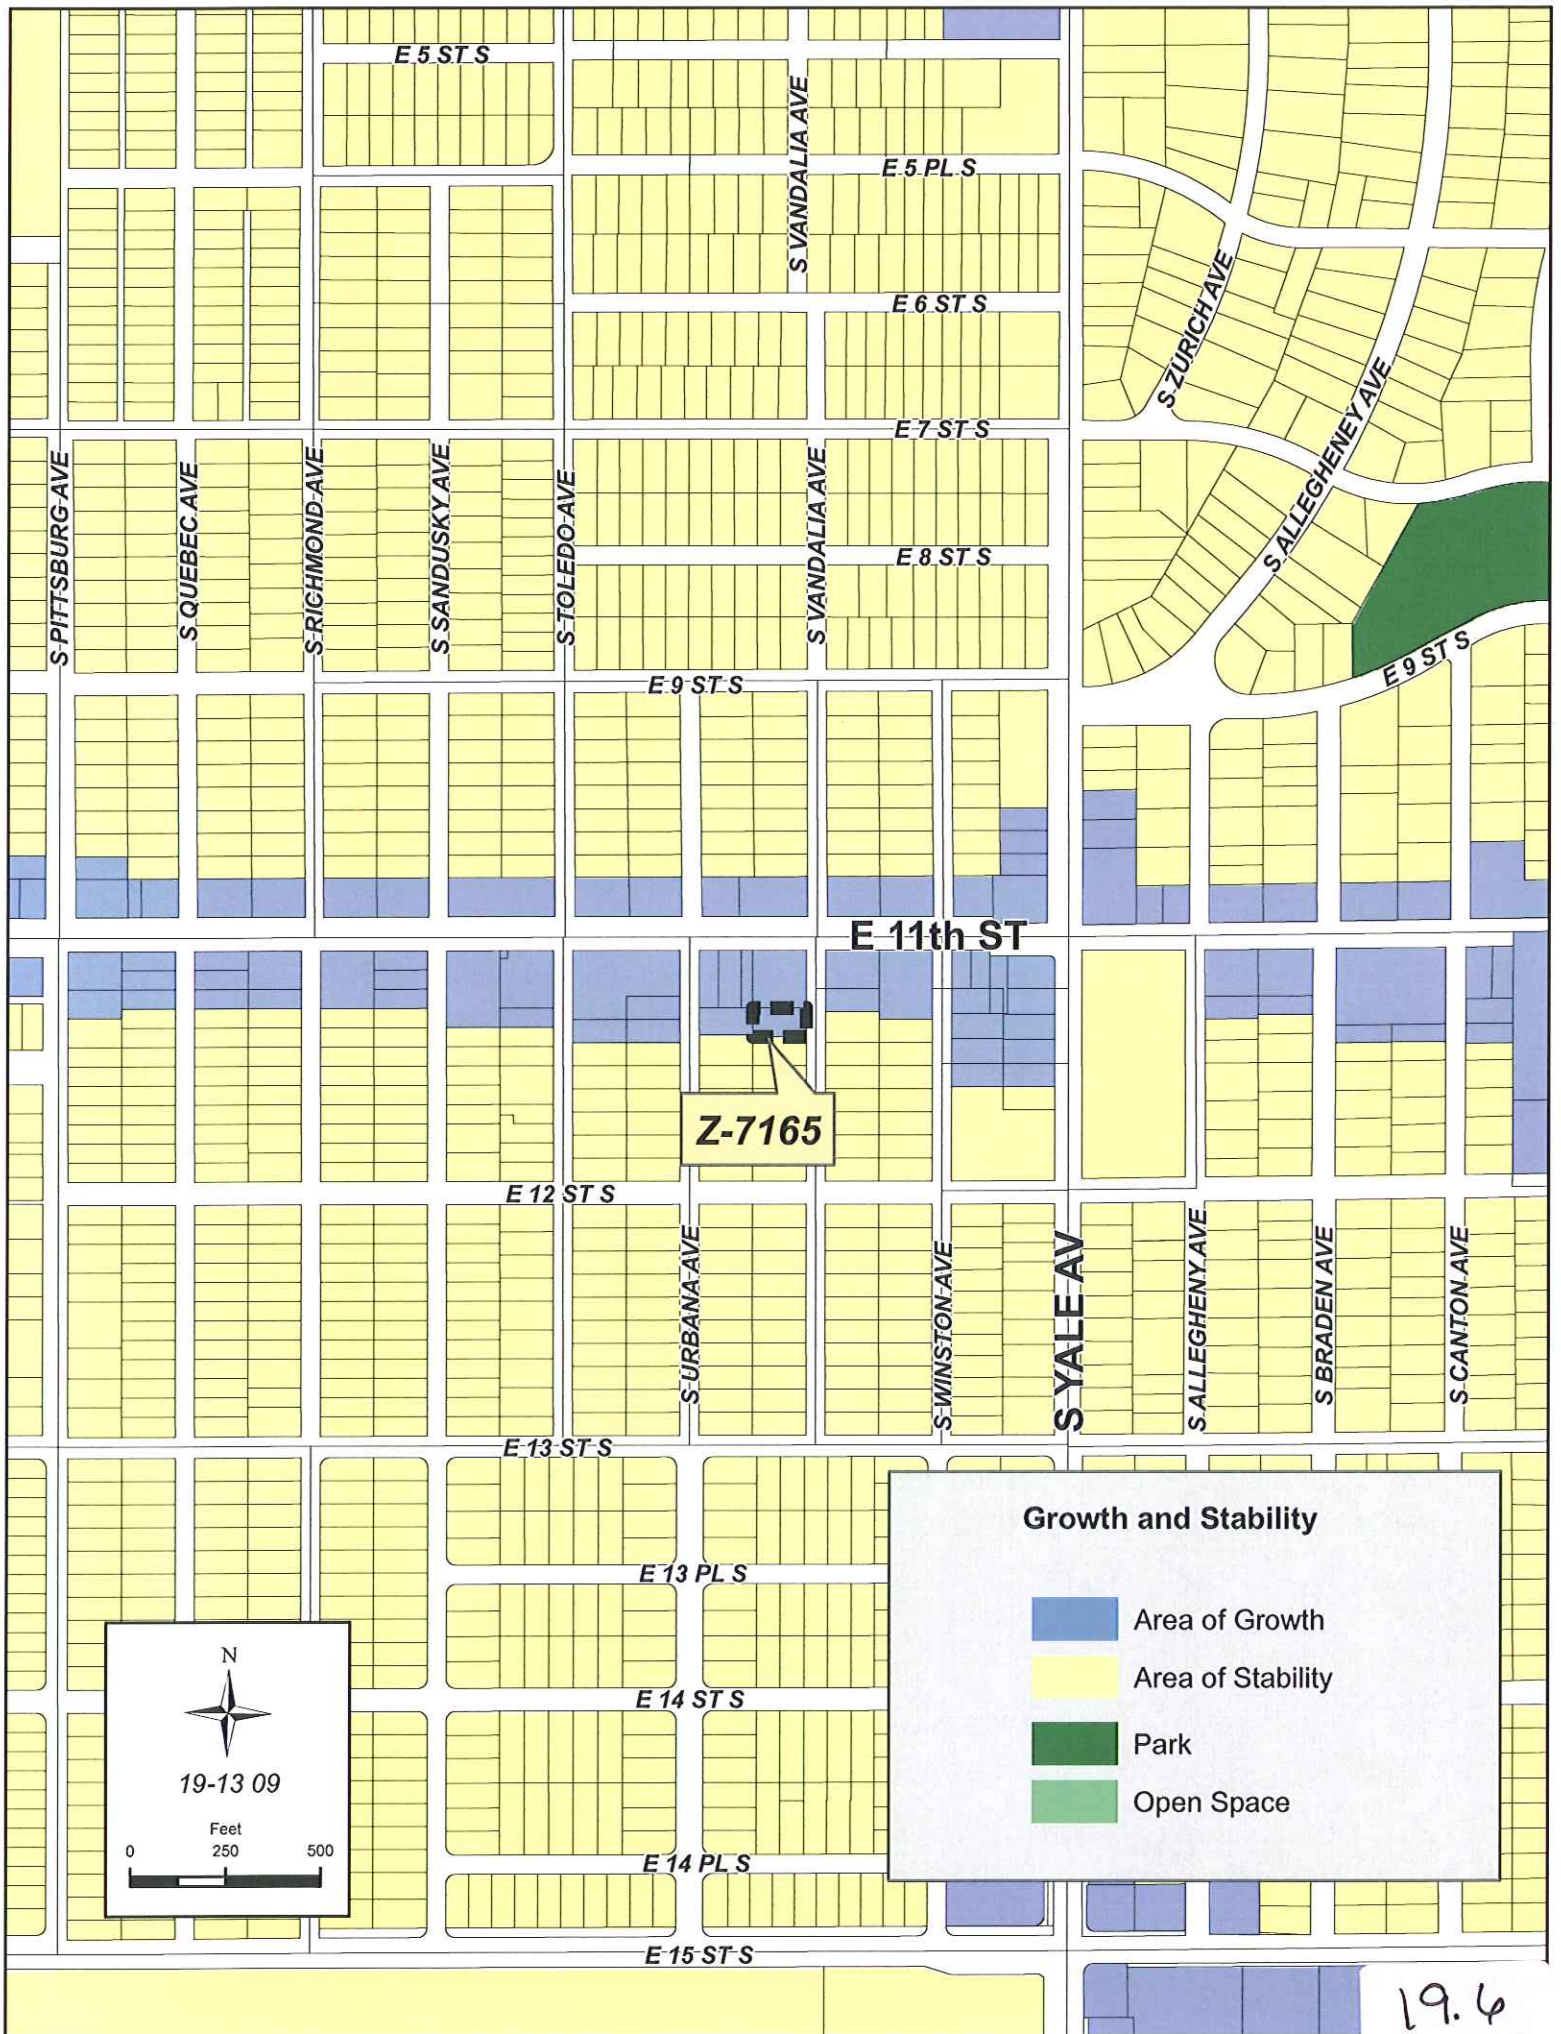 E 5 ST S
S VANDALIA AVE
E 5 PL S
E 6 ST S
S ZURICH AVE
S ALLEGHENEY AVE
E 7 ST S
S PITTSBURG AVE
S QUEBEC AVE
S RICHMOND AVE
S SANDUSKY AVE
S TOLEDO AVE
S VANDALIA AVE
E 8 ST S
E 9 ST S
E 9 ST S
E 11th ST
Z-7165
E 12 ST S
S URBANA AVE
S WINSTON AVE
S YALE AV
S ALLEGHENY AVE
S BRADEN AVE
S CANTON AVE
E 13 ST S
Growth and Stability
Area of Growth
Area of Stability
Park
Open Space
E 13 PL S
E 14 ST S
E 14 PL S
E 15 ST S
N
19-13 09
Feet
0 250 500
19.6